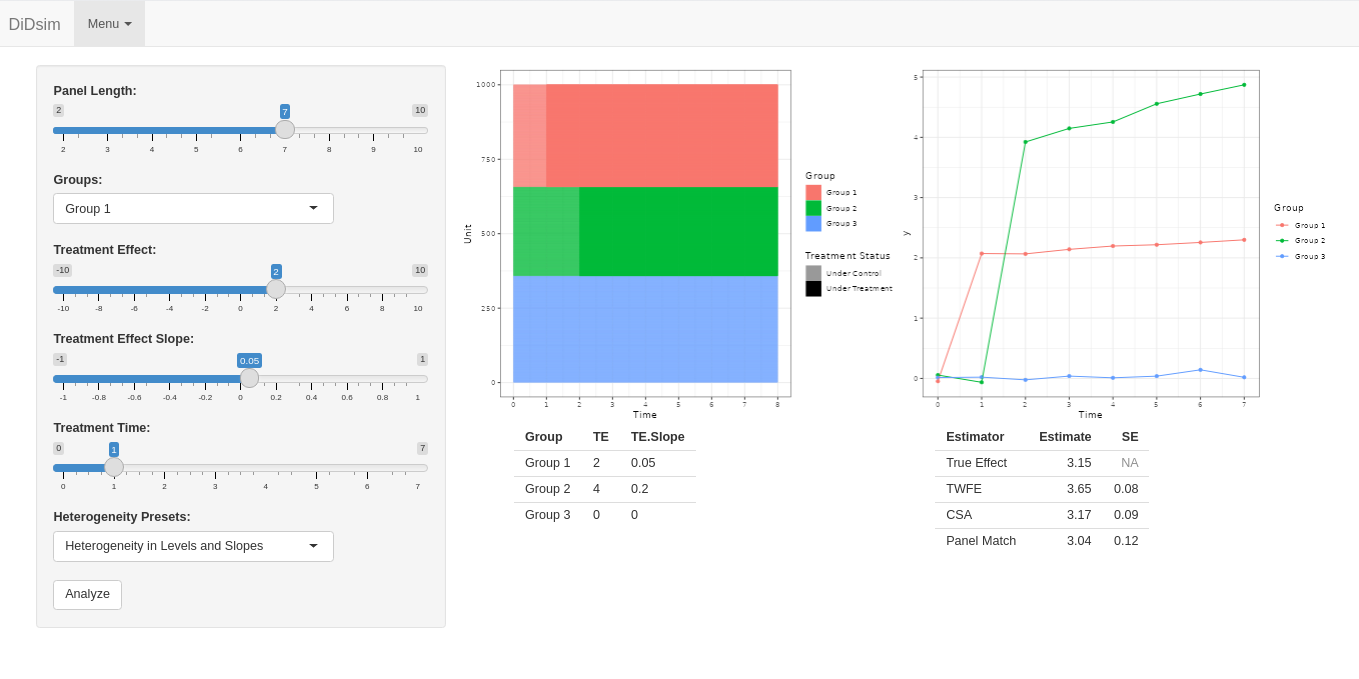 DiDsim Menu
Panel Length:
2 7 10
2 3 4 5 6 7 8 9 10
Groups:
Group 1
Treatment Effect:
-10 2 10
-10 -8 -6 -4 -2 0 2 4 6 8 10
Treatment Effect Slope:
-1 0.05 1
-1 -0.8 -0.6 -0.4 -0.2 0 0.2 0.4 0.6 0.8 1
Treatment Time:
0 1 7
0 1 2 3 4 5 6 7
Heterogeneity Presets:
Heterogeneity in Levels and Slopes
Analyze
Unit
1000
750
500
250
0
0 1 2 3 4 5 6 7 8
Time
Group
Group 1
Group 2
Group 3
Treatment Status
Under Control
Under Treatment
Group TE TE.Slope
Group 1 2 0.05
Group 2 4 0.2
Group 3 0 0
y
5
4
3
2
1
0
0 1 2 3 4 5 6 7
Time
Group
Group 1
Group 2
Group 3
Estimator Estimate SE
True Effect 3.15 NA
TWFE 3.65 0.08
CSA 3.17 0.09
Panel Match 3.04 0.12